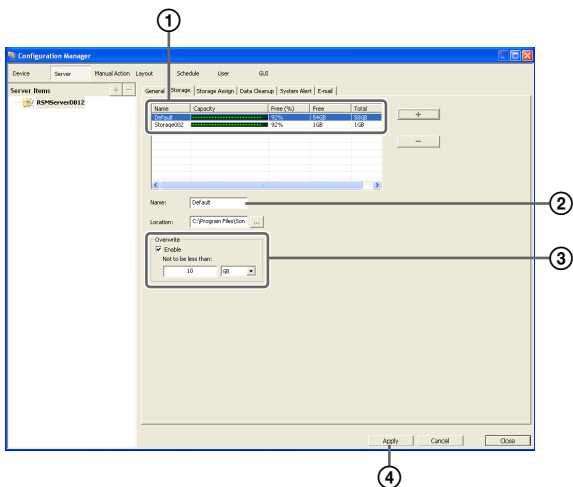 1
Configuration Manager
Device Server Manual Action Layout Schedule User GUI
Server Items + -
RSMServerDB12
General Storage Storage Assign Data Cleanup System Alert E-mail
Name Capacity Free (%) Free Total
Default 92% 54GB 58GB
Storage002 92% 1GB 1GB
+
-
Name: Default
2
Location: C:\Program Files\Son ...
Overwrite
Enable
3
Not to be less than:
10 GB
Apply Cancel Close
4